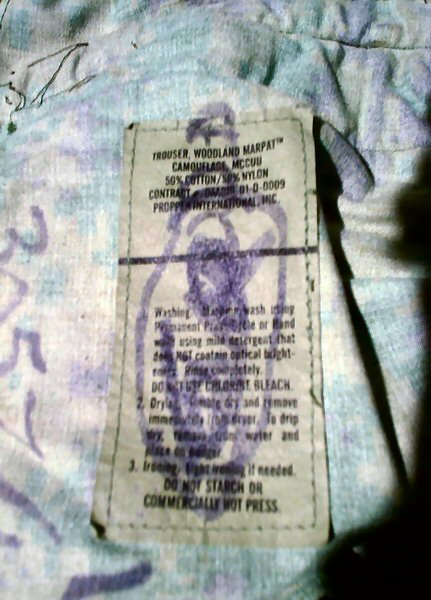 TROUSER, WOODLAND MARPAT™
CAMOUFLAGE, MCCUU
50% COTTON/50% NYLON
CONTRACT 01-D-0009
PROPPER INTERNATIONAL, INC.
1. Washing. Machine wash using
Permanent Press Cycle or Hand
wash using mild detergent that
does NOT contain optical bright-
eners. Rinse completely.
DO NOT USE CHLORINE BLEACH.
2. Drying. Tumble dry and remove
immediately from dryer. To drip
dry, remove from water and
place on hanger.
3. Ironing. Light ironing if needed.
DO NOT STARCH OR
COMMERCIALLY HOT PRESS.